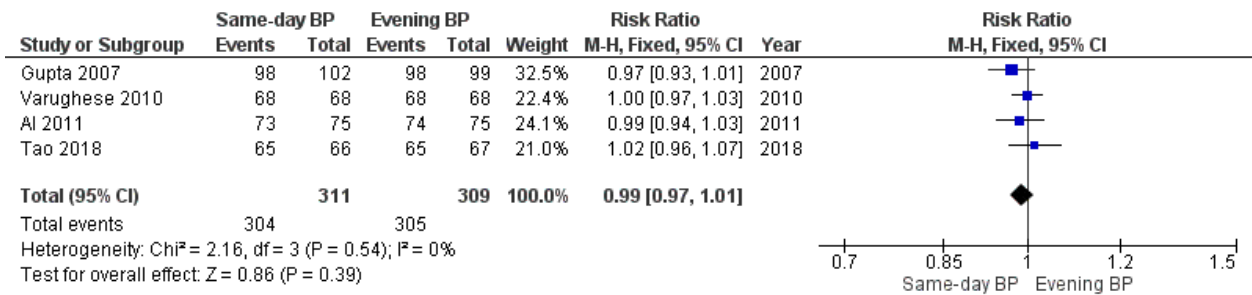 Same-day BP Evening BP Risk Ratio Risk Ratio
Study or Subgroup Events Total Events Total Weight M-H, Fixed, 95% CI Year M-H, Fixed, 95% CI
Gupta 2007 98 102 98 99 32.5% 0.97 [0.93, 1.01] 2007
Varughese 2010 68 68 68 68 22.4% 1.00 [0.97, 1.03] 2010
Al 2011 73 75 74 75 24.1% 0.99 [0.94, 1.03] 2011
Tao 2018 65 66 65 67 21.0% 1.02 [0.96, 1.07] 2018
Total (95% CI) 311 309 100.0% 0.99 [0.97, 1.01]
Total events 304 305
Heterogeneity: Chi² = 2.16, df = 3 (P = 0.54); I² = 0%
Test for overall effect: Z = 0.86 (P = 0.39)
0.7 0.85 1 1.2 1.5
Same-day BP Evening BP